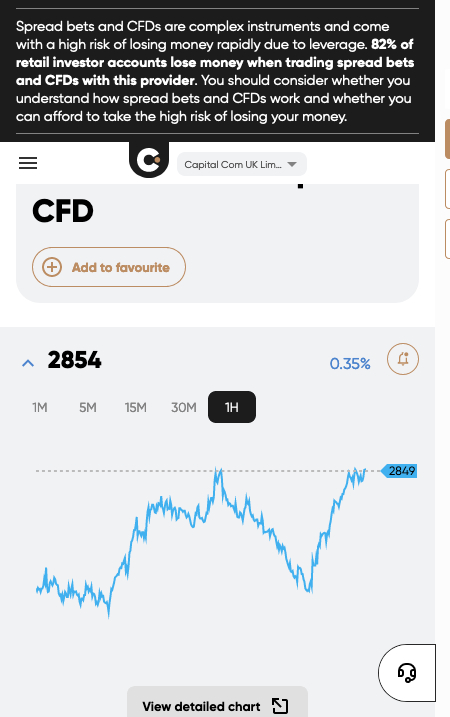 Spread bets and CFDs are complex instruments and come
with a high risk of losing money rapidly due to leverage. 82% of
retail investor accounts lose money when trading spread bets
and CFDs with this provider. You should consider whether you
understand how spread bets and CFDs work and whether you
can afford to take the high risk of losing your money.
Capital Com UK Lim...
CFD
Add to favourite
2854
0.35%
1M 5M 15M 30M 1H
2849
View detailed chart